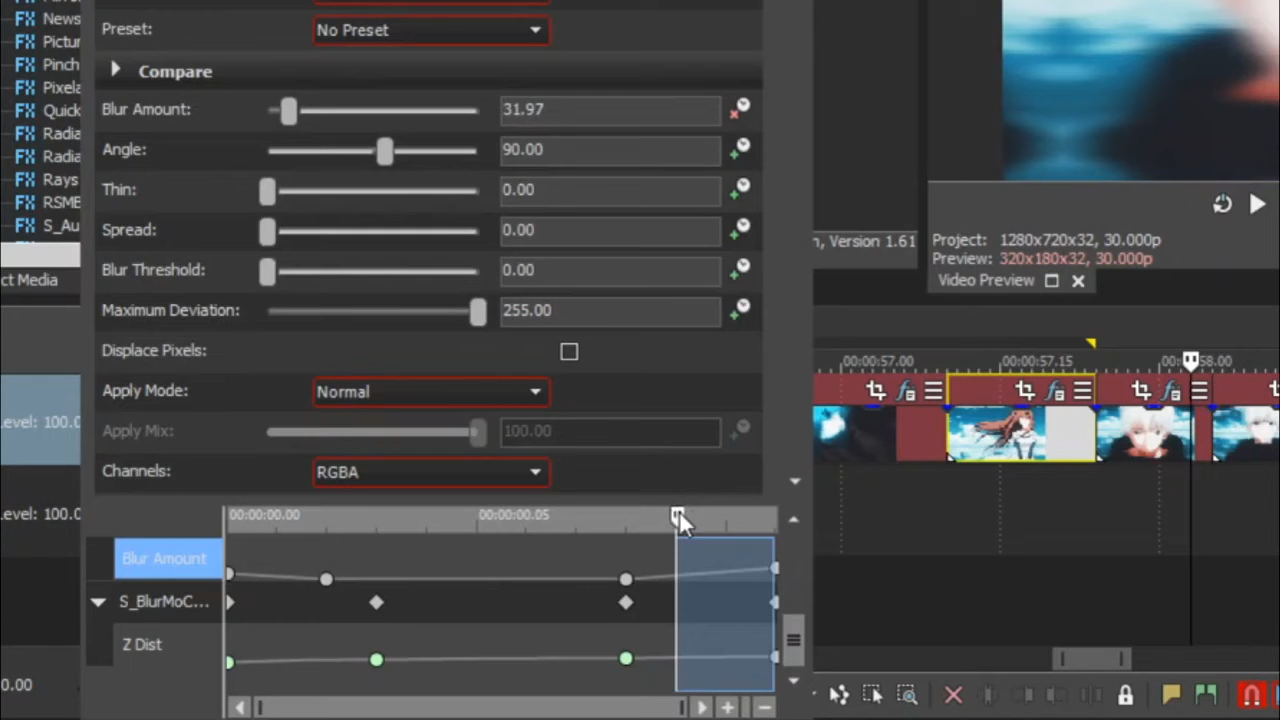 FX News
FX Pictur
FX Pinch
FX Pixela
FX Quick
FX Radia
FX Radia
FX Rays
FX RSMB
FX S_Au
ct Media
Level: 100.0
Level: 100.0
0.00
Preset: No Preset
Compare
Blur Amount: 31.97
Angle: 90.00
Thin: 0.00
Spread: 0.00
Blur Threshold: 0.00
Maximum Deviation: 255.00
Displace Pixels:
Apply Mode: Normal
Apply Mix: 100.00
Channels: RGBA
00:00:00.00 00:00:00.05
Blur Amount
S_BlurMoC...
Z Dist
n, Version 1.61
Project: 1280x720x32, 30.000p
Preview: 320x180x32, 30.000p
Video Preview
00:00:57.00 00:00:57.15 00:00:58.00